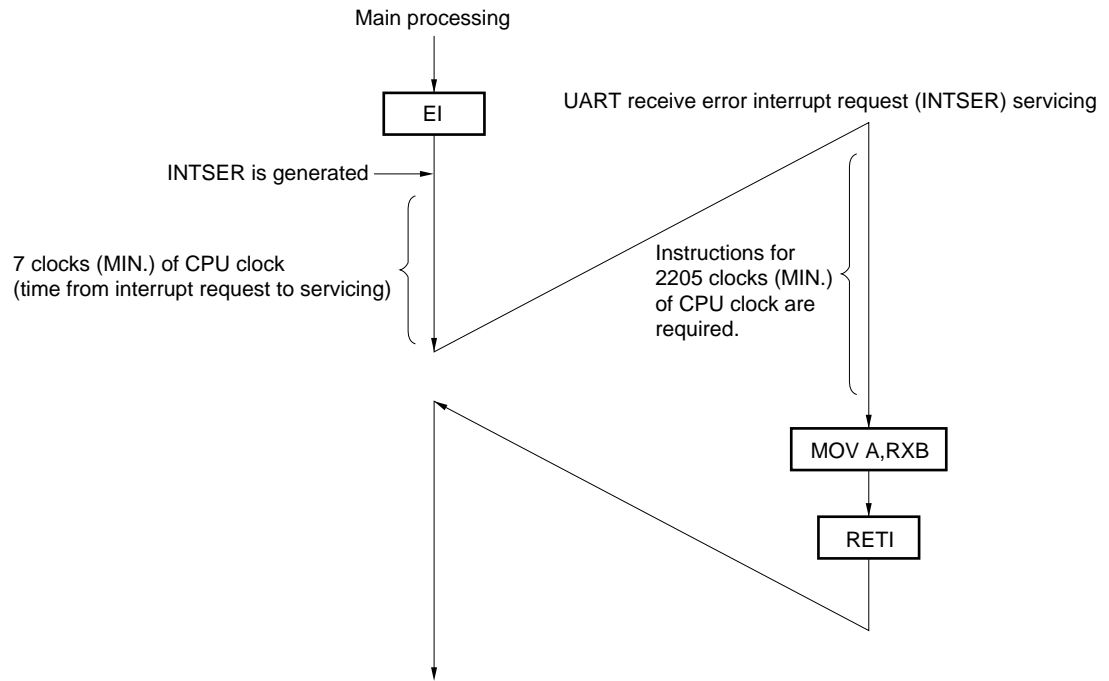 Main processing
EI
UART receive error interrupt request (INTSER) servicing
INTSER is generated
7 clocks (MIN.) of CPU clock
(time from interrupt request to servicing)
Instructions for
2205 clocks (MIN.)
of CPU clock are
required.
MOV A,RXB
RETI